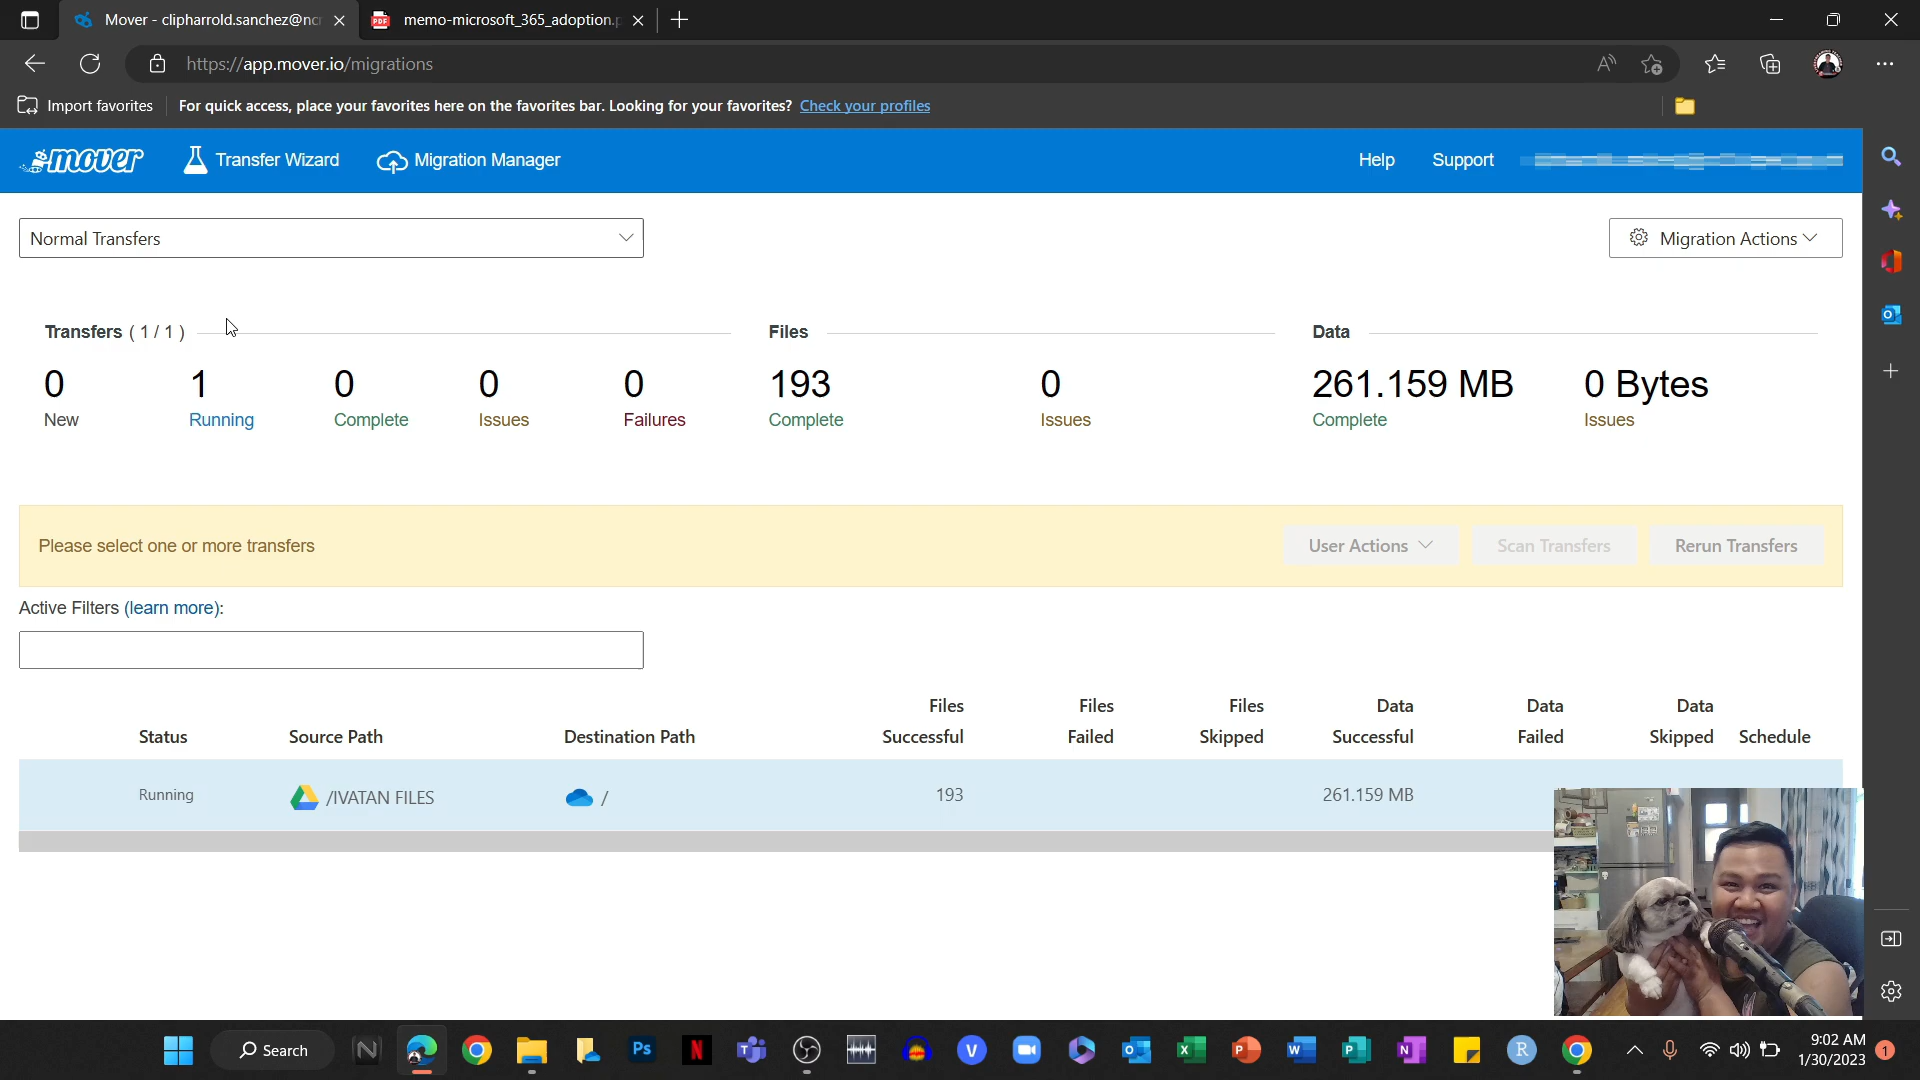 Mover - clipharrold.sanchez@ncr
memo-microsoft_365_adoption.p
https://app.mover.io/migrations
Import favorites
For quick access, place your favorites here on the favorites bar. Looking for your favorites? Check your profiles
mover
Transfer Wizard
Migration Manager
Help
Support
Normal Transfers
Migration Actions
Transfers ( 1 / 1 )
Files
Data
0
1
0
0
0
193
0
261.159 MB
0 Bytes
New
Running
Complete
Issues
Failures
Complete
Issues
Complete
Issues
Please select one or more transfers
User Actions
Scan Transfers
Rerun Transfers
Active Filters (learn more):
Status
Source Path
Destination Path
Files Successful
Files Failed
Files Skipped
Data Successful
Data Failed
Data Skipped
Schedule
Running
/IVATAN FILES
/
193
261.159 MB
Search
9:02 AM
1/30/2023
1